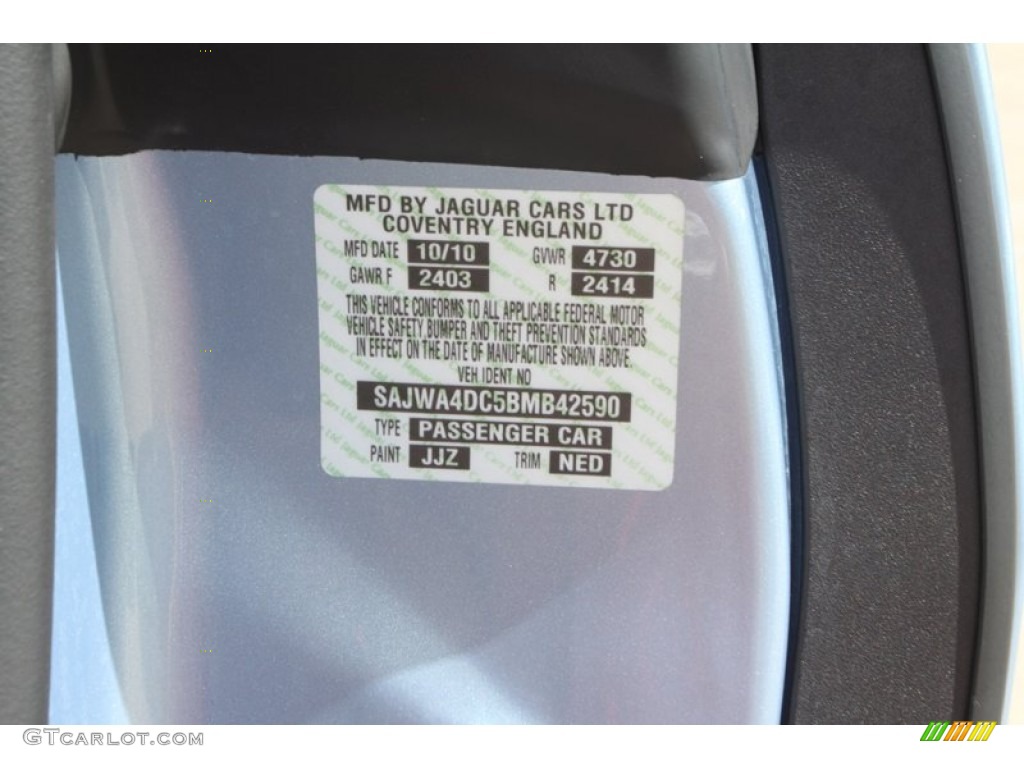 MFD BY JAGUAR CARS LTD
COVENTRY ENGLAND
MFD DATE 10/10 GVWR 4730
GAWR F 2403 R 2414
THIS VEHICLE CONFORMS TO ALL APPLICABLE FEDERAL MOTOR
VEHICLE SAFETY, BUMPER AND THEFT PREVENTION STANDARDS
IN EFFECT ON THE DATE OF MANUFACTURE SHOWN ABOVE.
VEH IDENT NO
SAJWA4DC5BMB42590
TYPE PASSENGER CAR
PAINT JJZ TRIM NED
GTCARLOT.COM